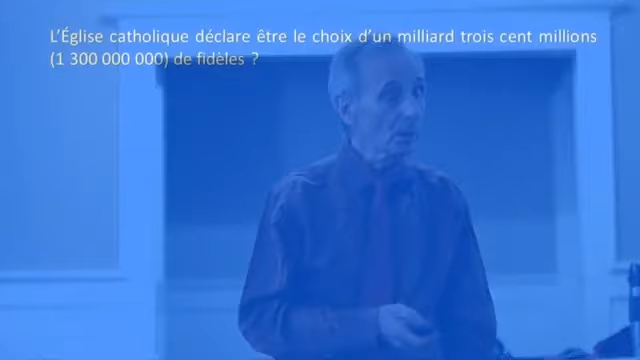 L’Église catholique déclare être le choix d’un milliard trois cent millions
(1 300 000 000) de fidèles ?